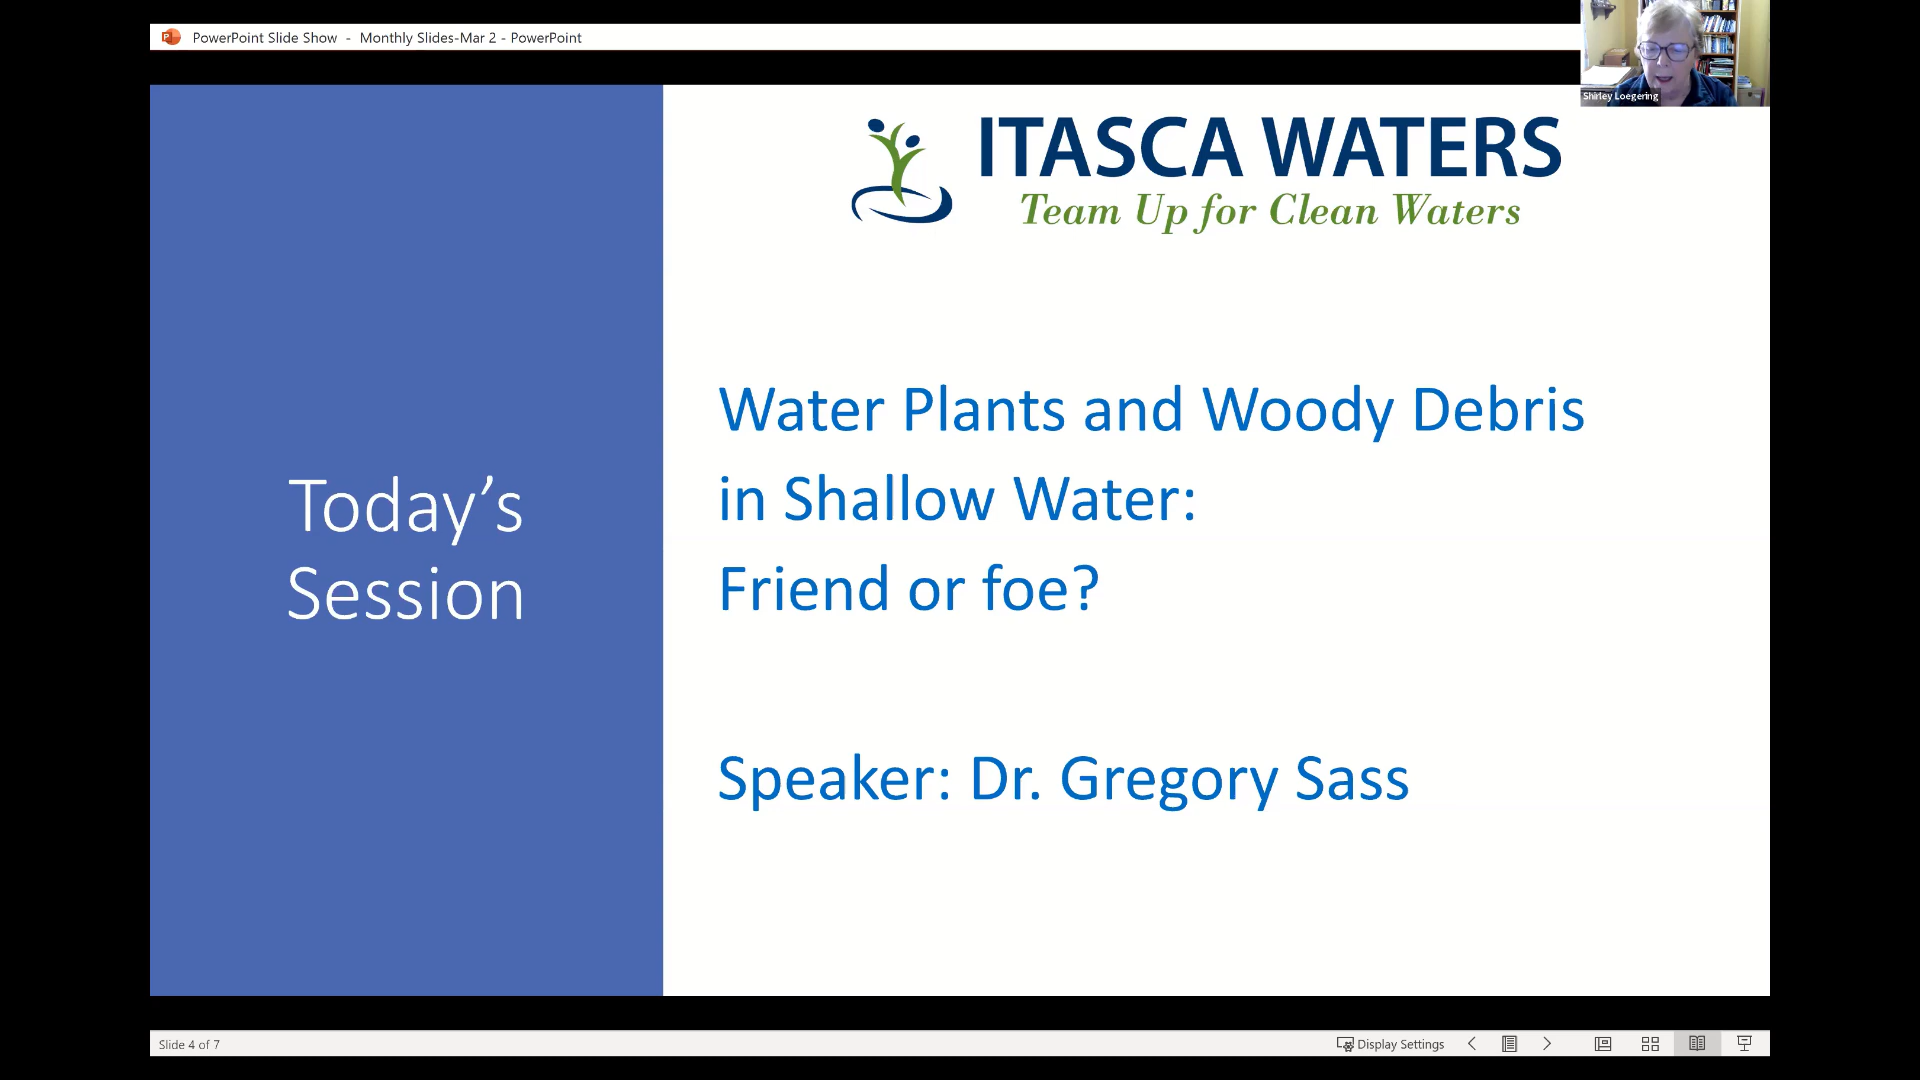 PowerPoint Slide Show - Monthly Slides-Mar 2 - PowerPoint
Shirley Loegering
ITASCA WATERS
Team Up for Clean Waters
Today’s
Session
Water Plants and Woody Debris
in Shallow Water:
Friend or foe?
Speaker: Dr. Gregory Sass
Slide 4 of 7
Display Settings